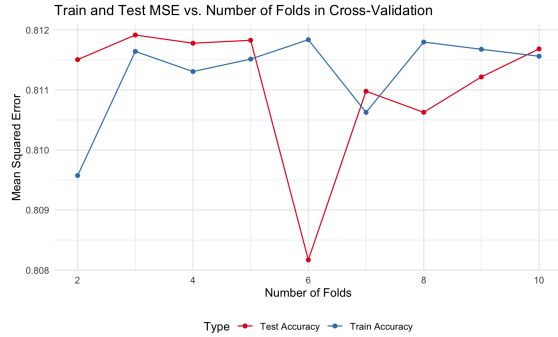 Train and Test MSE vs. Number of Folds in Cross-Validation
0.812
0.811
0.810
0.809
0.808
Mean Squared Error
2 4 6 8 10
Number of Folds
Type Test Accuracy Train Accuracy